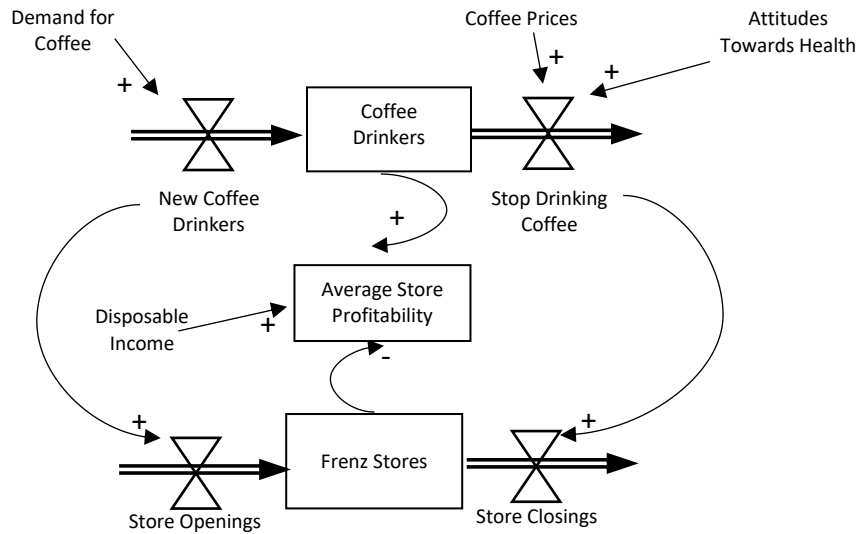 Demand for
Coffee
Coffee Prices
Attitudes
Towards Health
+
+
+
Coffee
Drinkers
New Coffee
Drinkers
Stop Drinking
Coffee
+
Average Store
Profitability
Disposable
Income
+
-
+
+
Frenz Stores
Store Openings
Store Closings